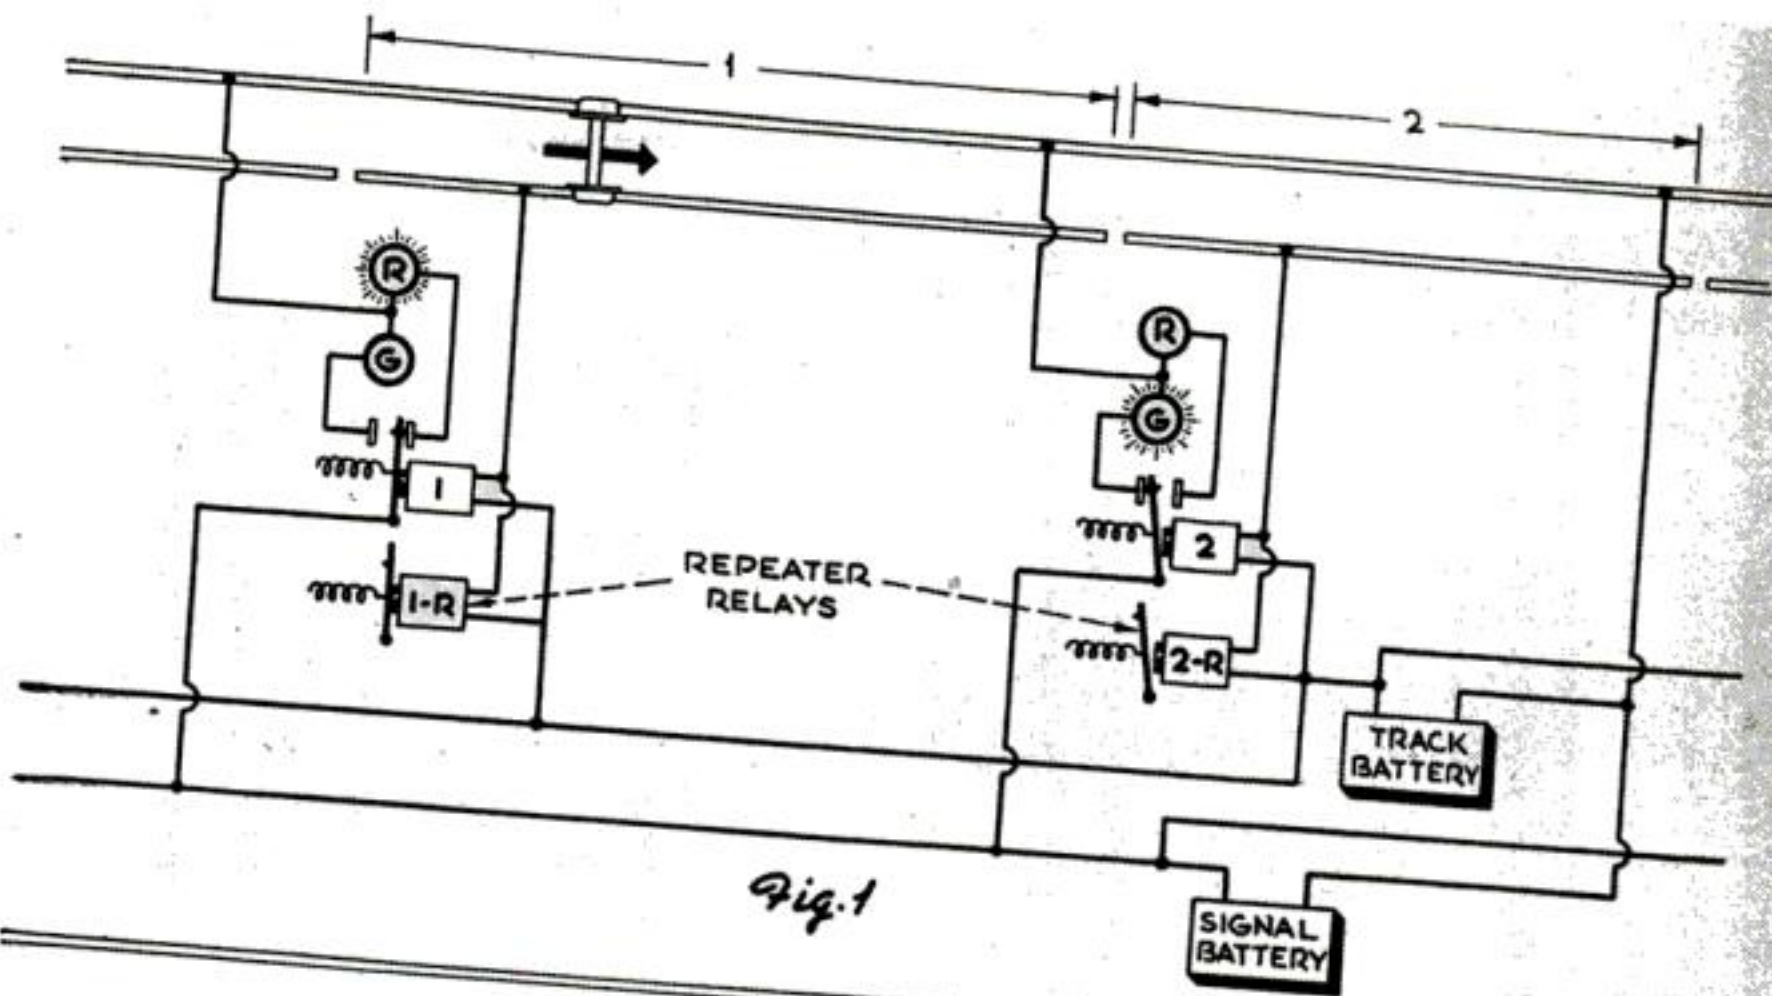 1
2
R
G
R
G
1
2
1-R
REPEATER
RELAYS
2-R
TRACK
BATTERY
Fig. 1
SIGNAL
BATTERY